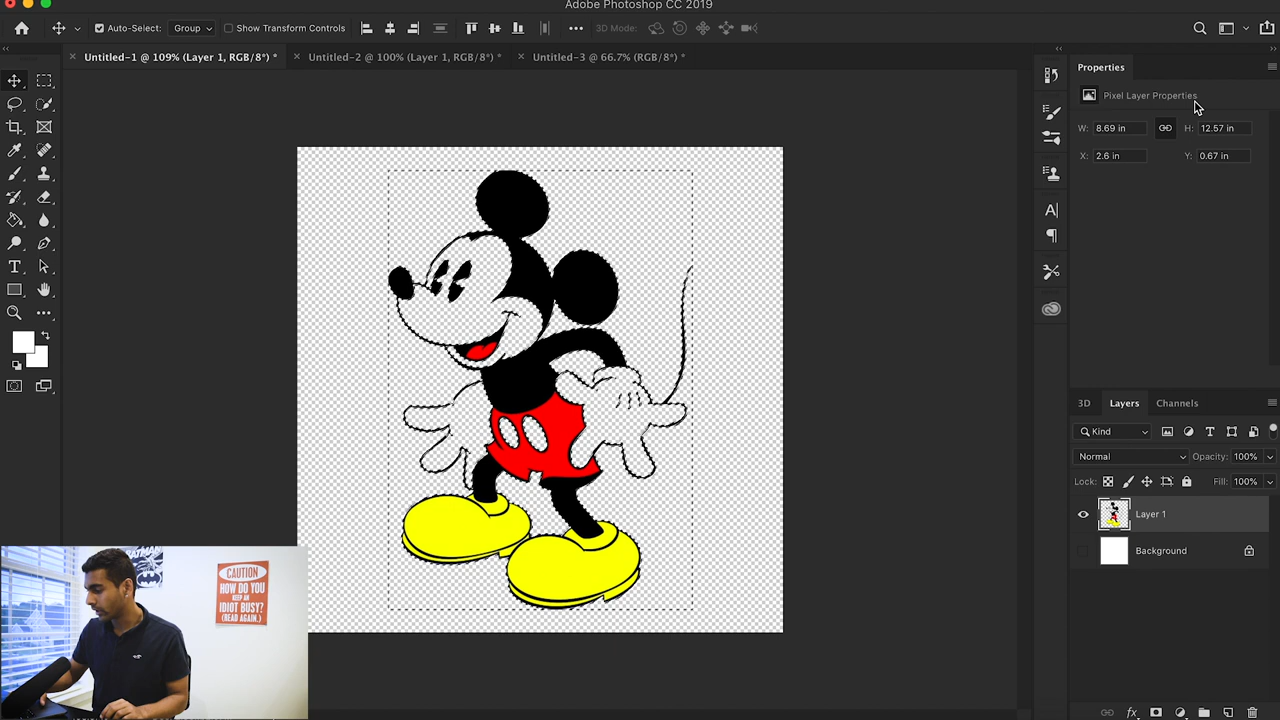 Adobe Photoshop CC 2019
Auto-Select: Group Show Transform Controls 3D Mode:
Untitled-1 @ 109% (Layer 1, RGB/8*) * Untitled-2 @ 100% (Layer 1, RGB/8*) * Untitled-3 @ 66.7% (RGB/8*) *
Properties
Pixel Layer Properties
W: 8.69 in H: 12.57 in
X: 2.6 in Y: 0.67 in
3D Layers Channels
Kind
Normal Opacity: 100%
Lock: Fill: 100%
Layer 1
Background
BATMAN
CAUTION
HOW DO YOU
KEEP AN
IDIOT BUSY?
(READ AGAIN.)